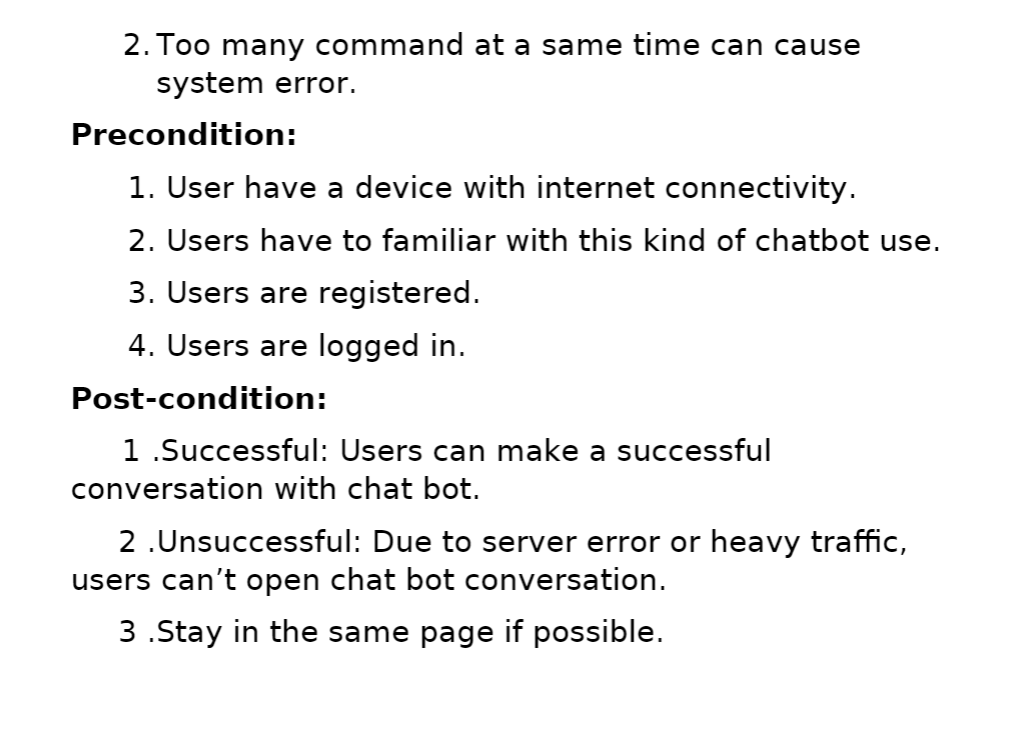 2. Too many command at a same time can cause
system error.
Precondition:
1. User have a device with internet connectivity.
2. Users have to familiar with this kind of chatbot use.
3. Users are registered.
4. Users are logged in.
Post-condition:
1 .Successful: Users can make a successful
conversation with chat bot.
2 .Unsuccessful: Due to server error or heavy traffic,
users can’t open chat bot conversation.
3 .Stay in the same page if possible.